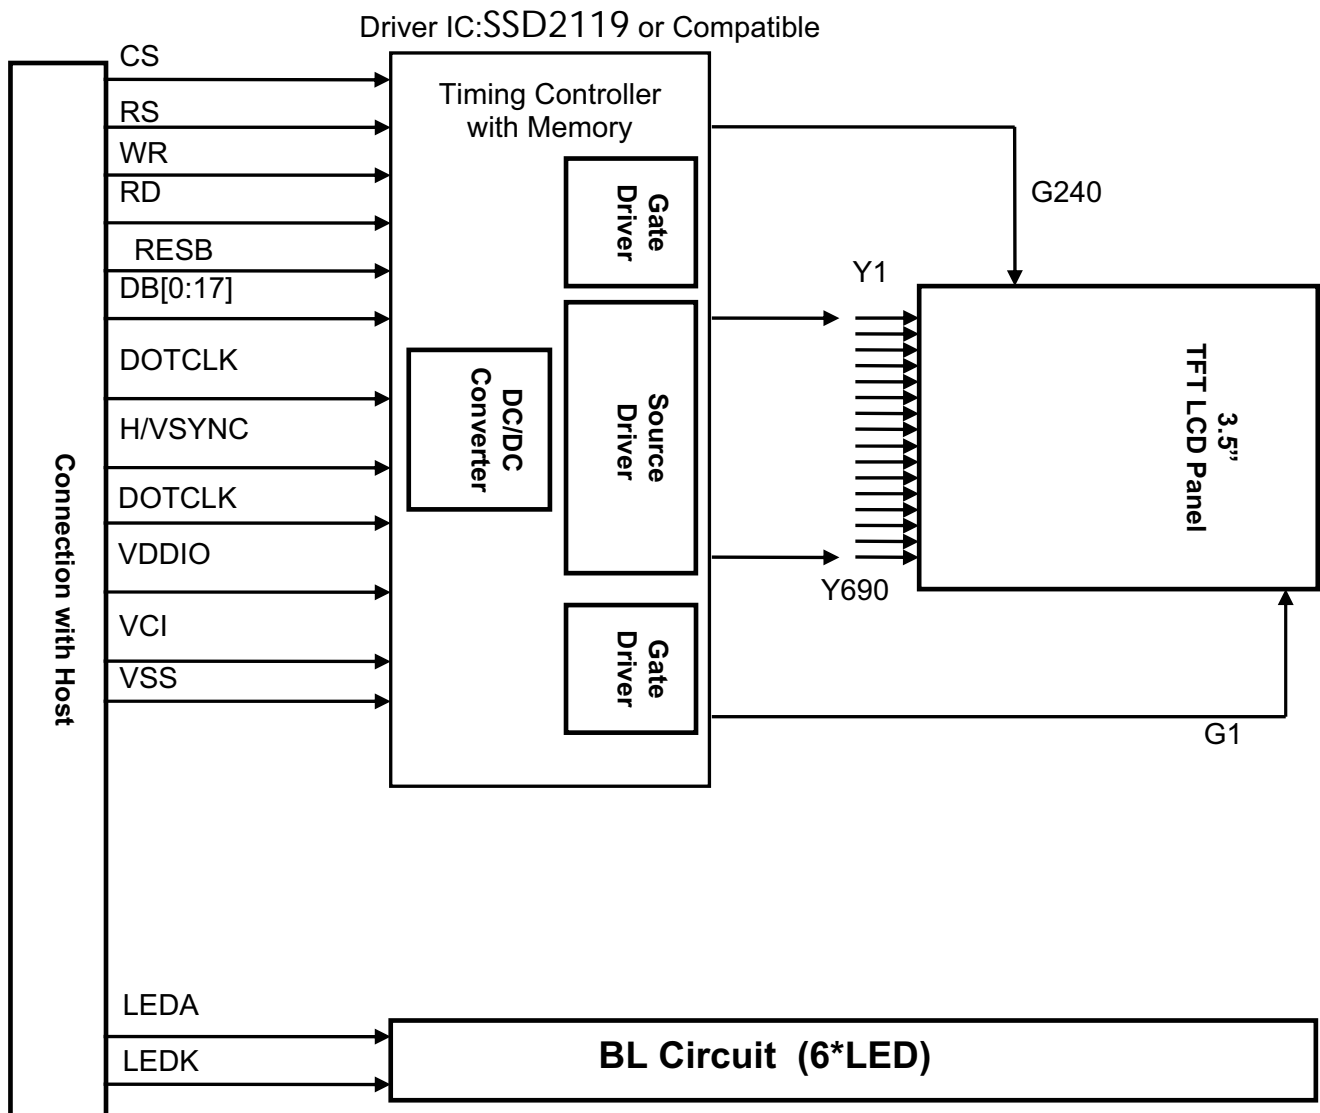 Driver IC:SSD2119 or Compatible
CS
RS
WR
RD
RESB
DB[0:17]
DOTCLK
H/VSYNC
DOTCLK
VDDIO
VCI
VSS
Connection with Host
Timing Controller
with Memory
Gate
Driver
DC/DC
Converter
Source
Driver
Gate
Driver
G240
Y1
Y690
3.5”
TFT LCD Panel
G1
LEDA
LEDK
BL Circuit (6*LED)